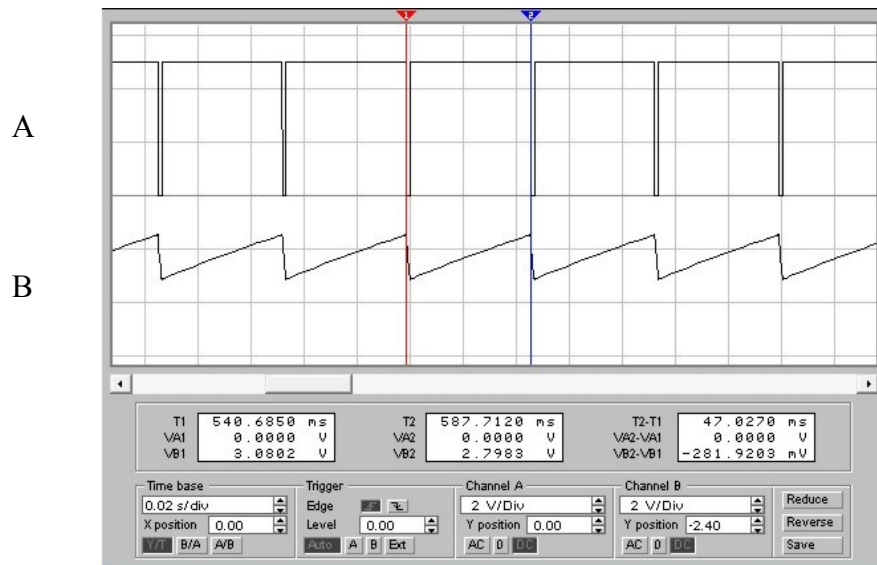 1 2
A
B
T1 540.6850 ms T2 587.7120 ms T2-T1 47.0270 ms
VA1 0.0000 V VA2 0.0000 V VA2-VA1 0.0000 V
VB1 3.0802 V VB2 2.7983 V VB2-VB1 -281.9203 mV
Time base Trigger Channel A Channel B
0.02 s/div Edge 2 V/Div 2 V/Div Reduce
X position 0.00 Level 0.00 Y position 0.00 Y position -2.40 Reverse
Y/T B/A A/B Auto A B Ext AC 0 DC AC 0 DC Save